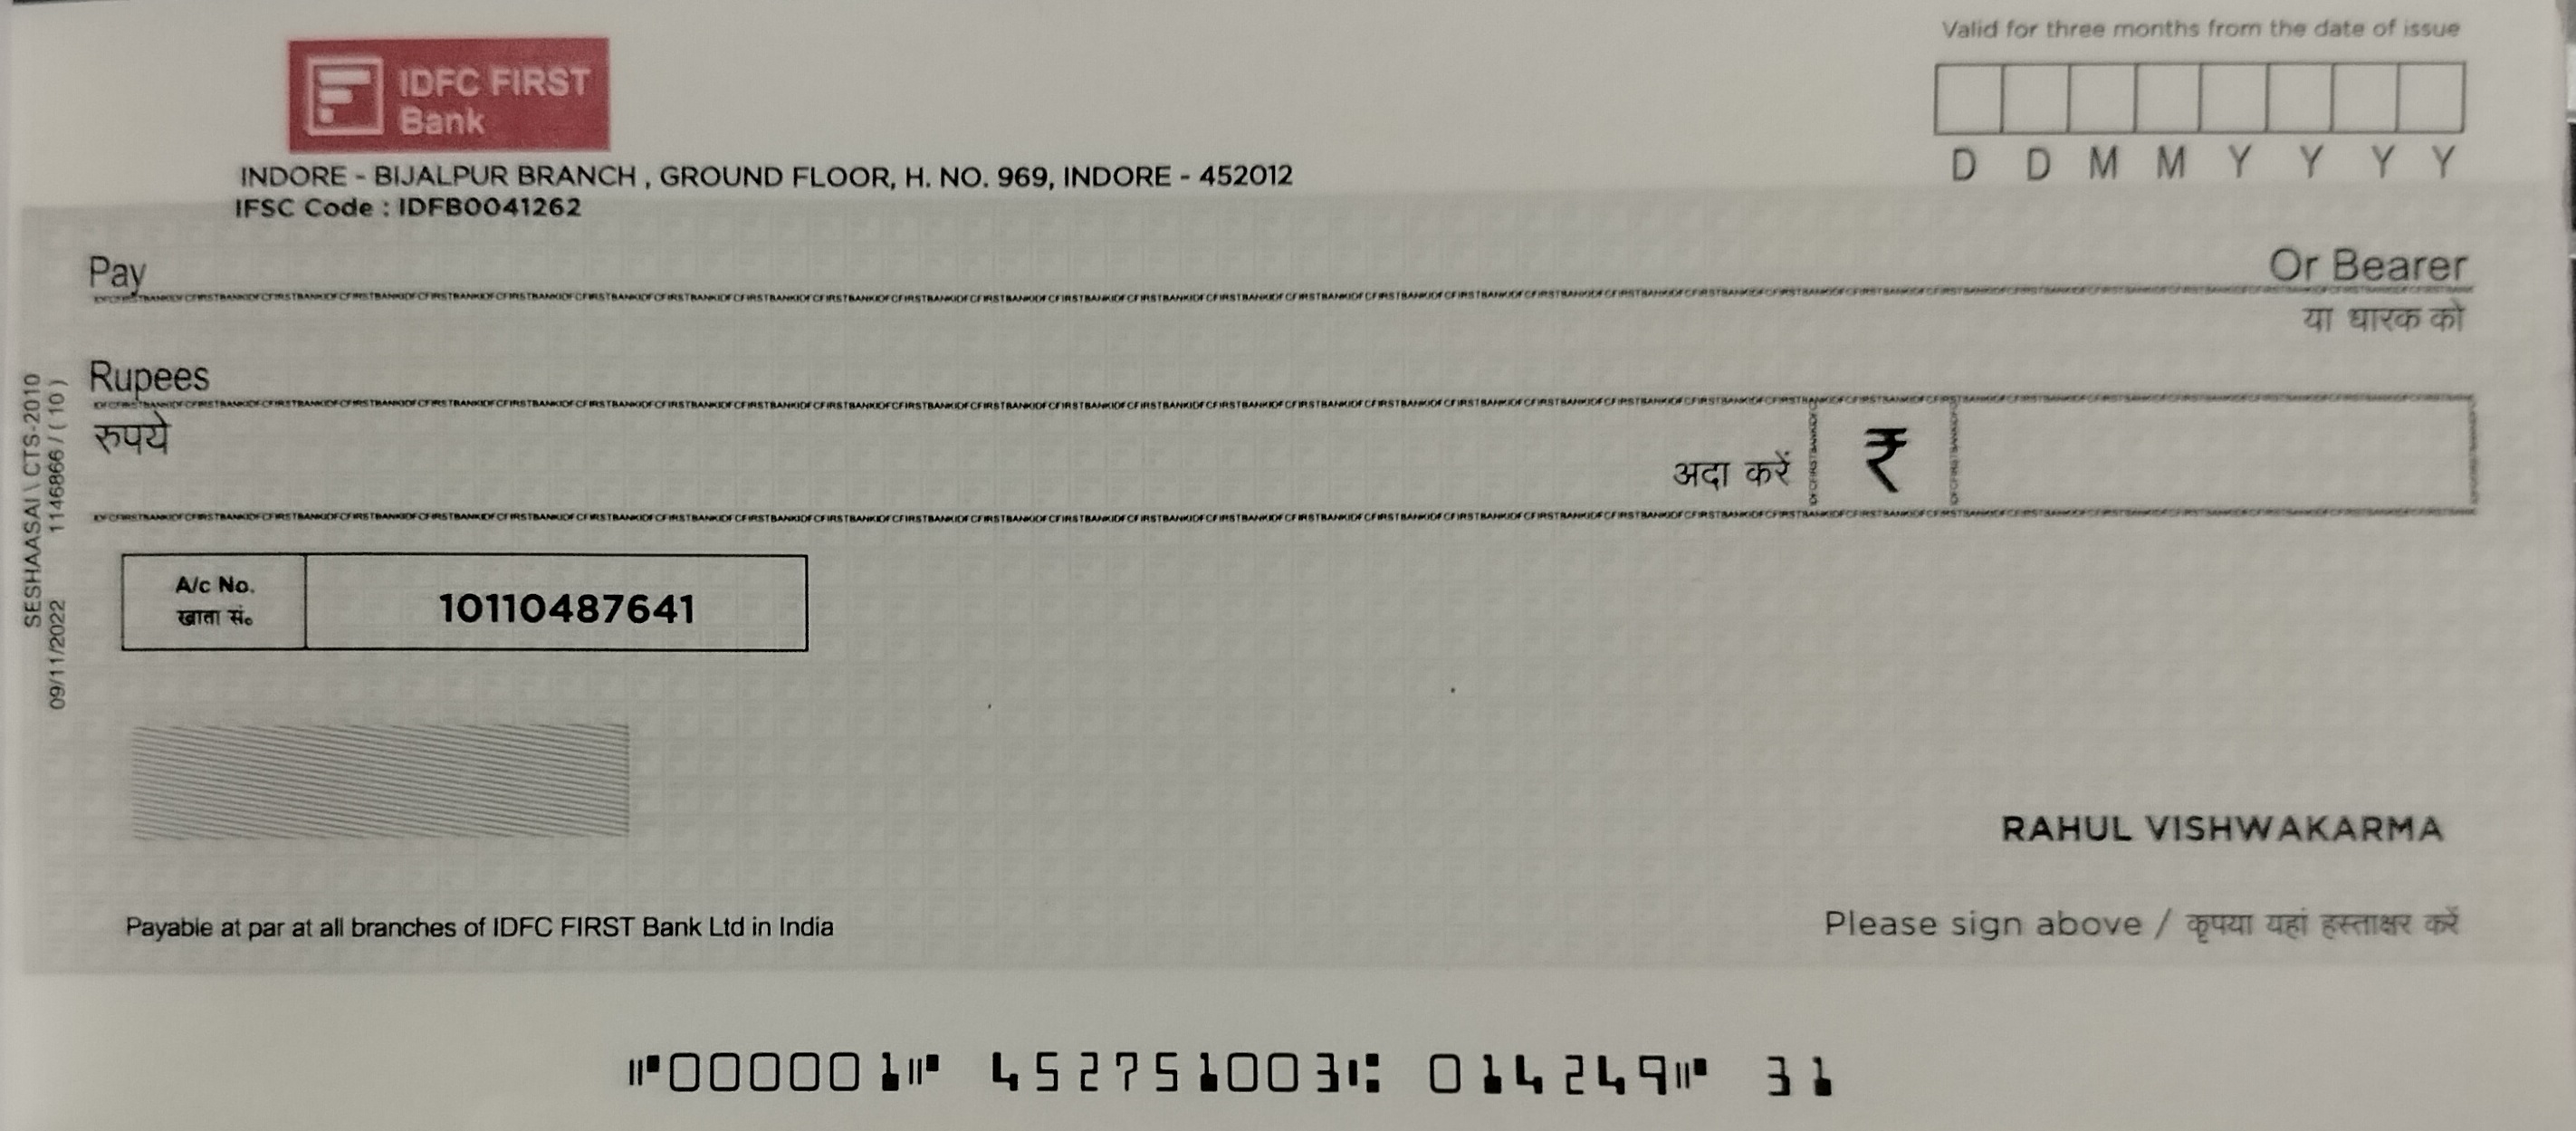 Valid for three months from the date of issue
IDFC FIRST
Bank
D D M M Y Y Y Y
INDORE - BIJALPUR BRANCH , GROUND FLOOR, H. NO. 969, INDORE - 452012
IFSC Code : IDFB0041262
Pay
Or Bearer
या धारक को
Rupees
रुपये
अदा करें ₹
A/c No.
खाता सं०
10110487641
SESHAASAI \ CTS-2010
09/11/2022 1146866 / ( 10 )
RAHUL VISHWAKARMA
Payable at par at all branches of IDFC FIRST Bank Ltd in India
Please sign above / कृपया यहां हस्ताक्षर करें
⑈000001⑈ 452751003⑆ 014249⑈ 31